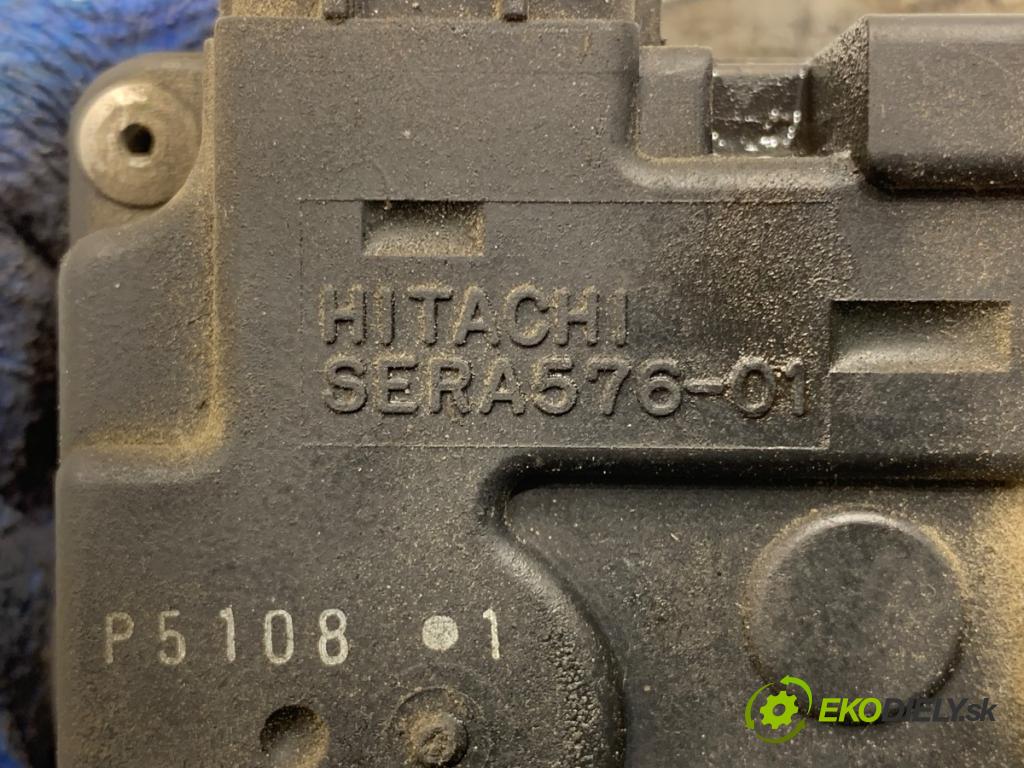 HITACHI
SERA576-01
P5108 ●1
EKODIELY.sk